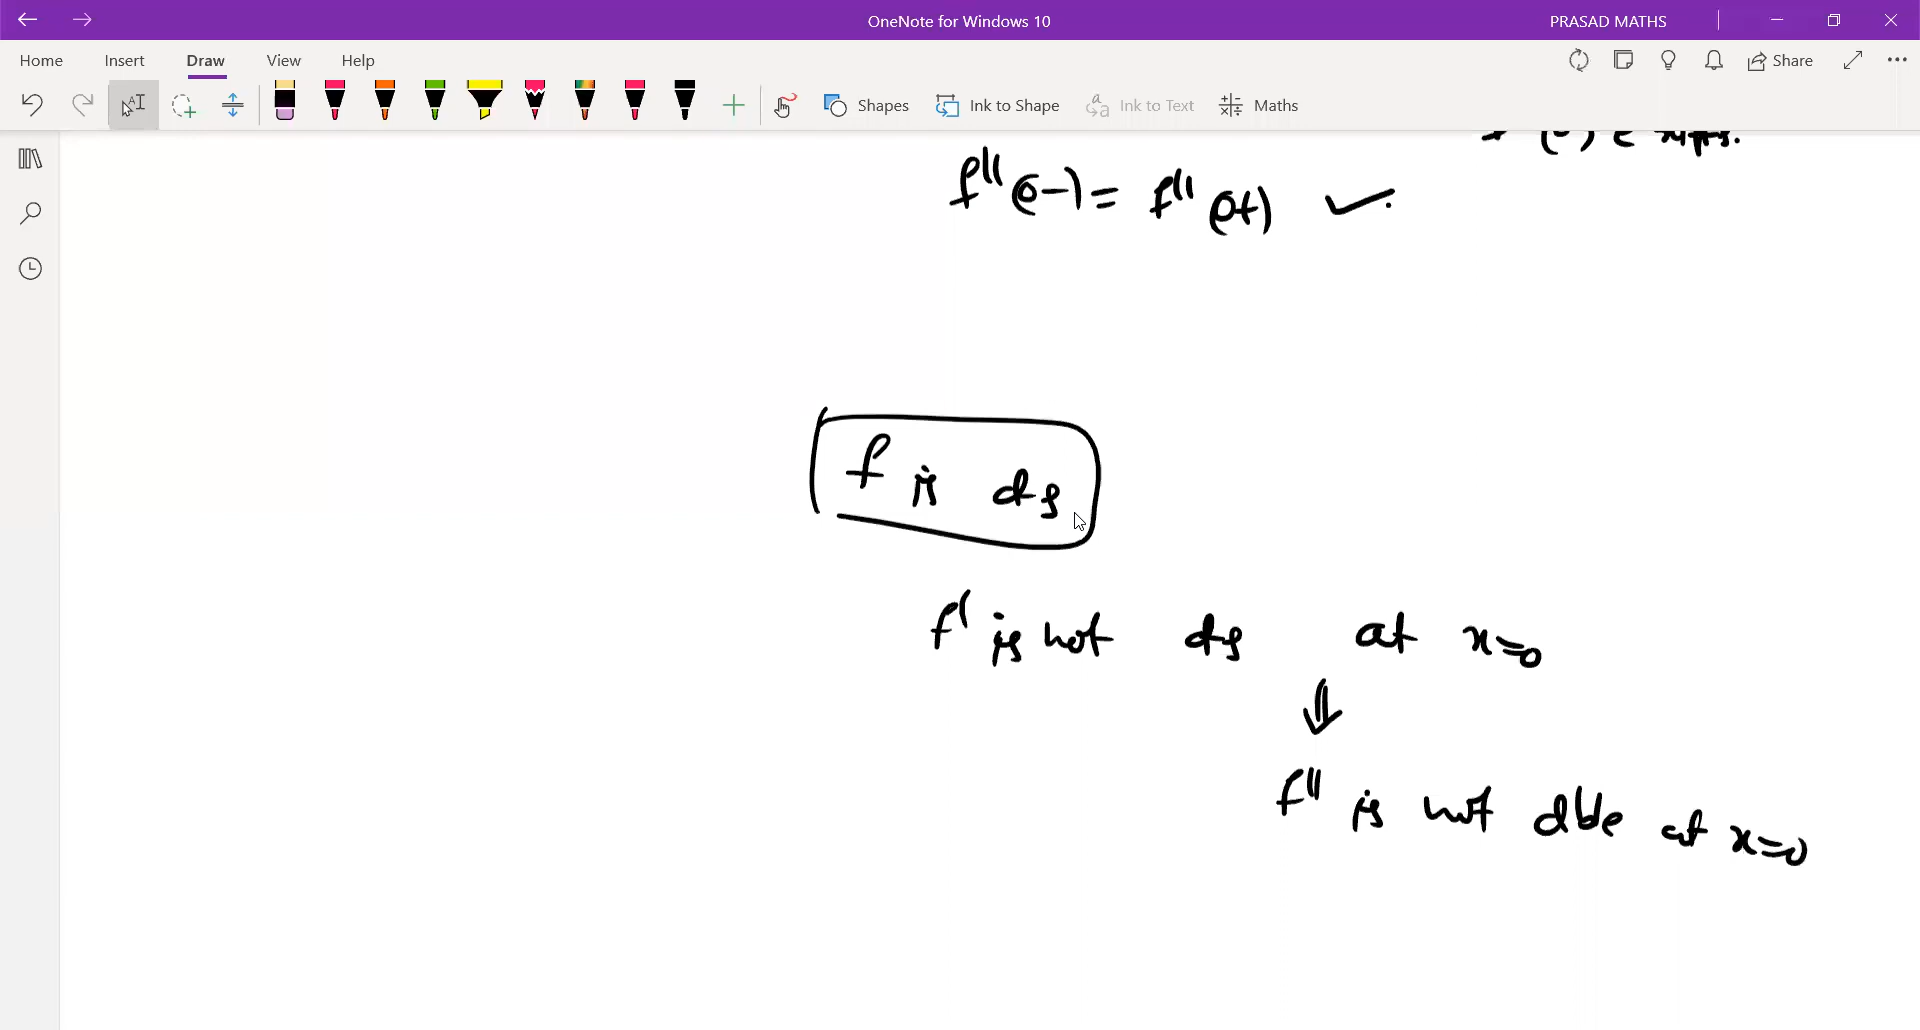 OneNote for Windows 10
PRASAD MATHS
Home Insert Draw View Help
Share
Shapes Ink to Shape Ink to Text Maths
f''(0-) = f''(0+)
f is ds
f' is not ds at x=0
⇓
f'' is not dble at x=0